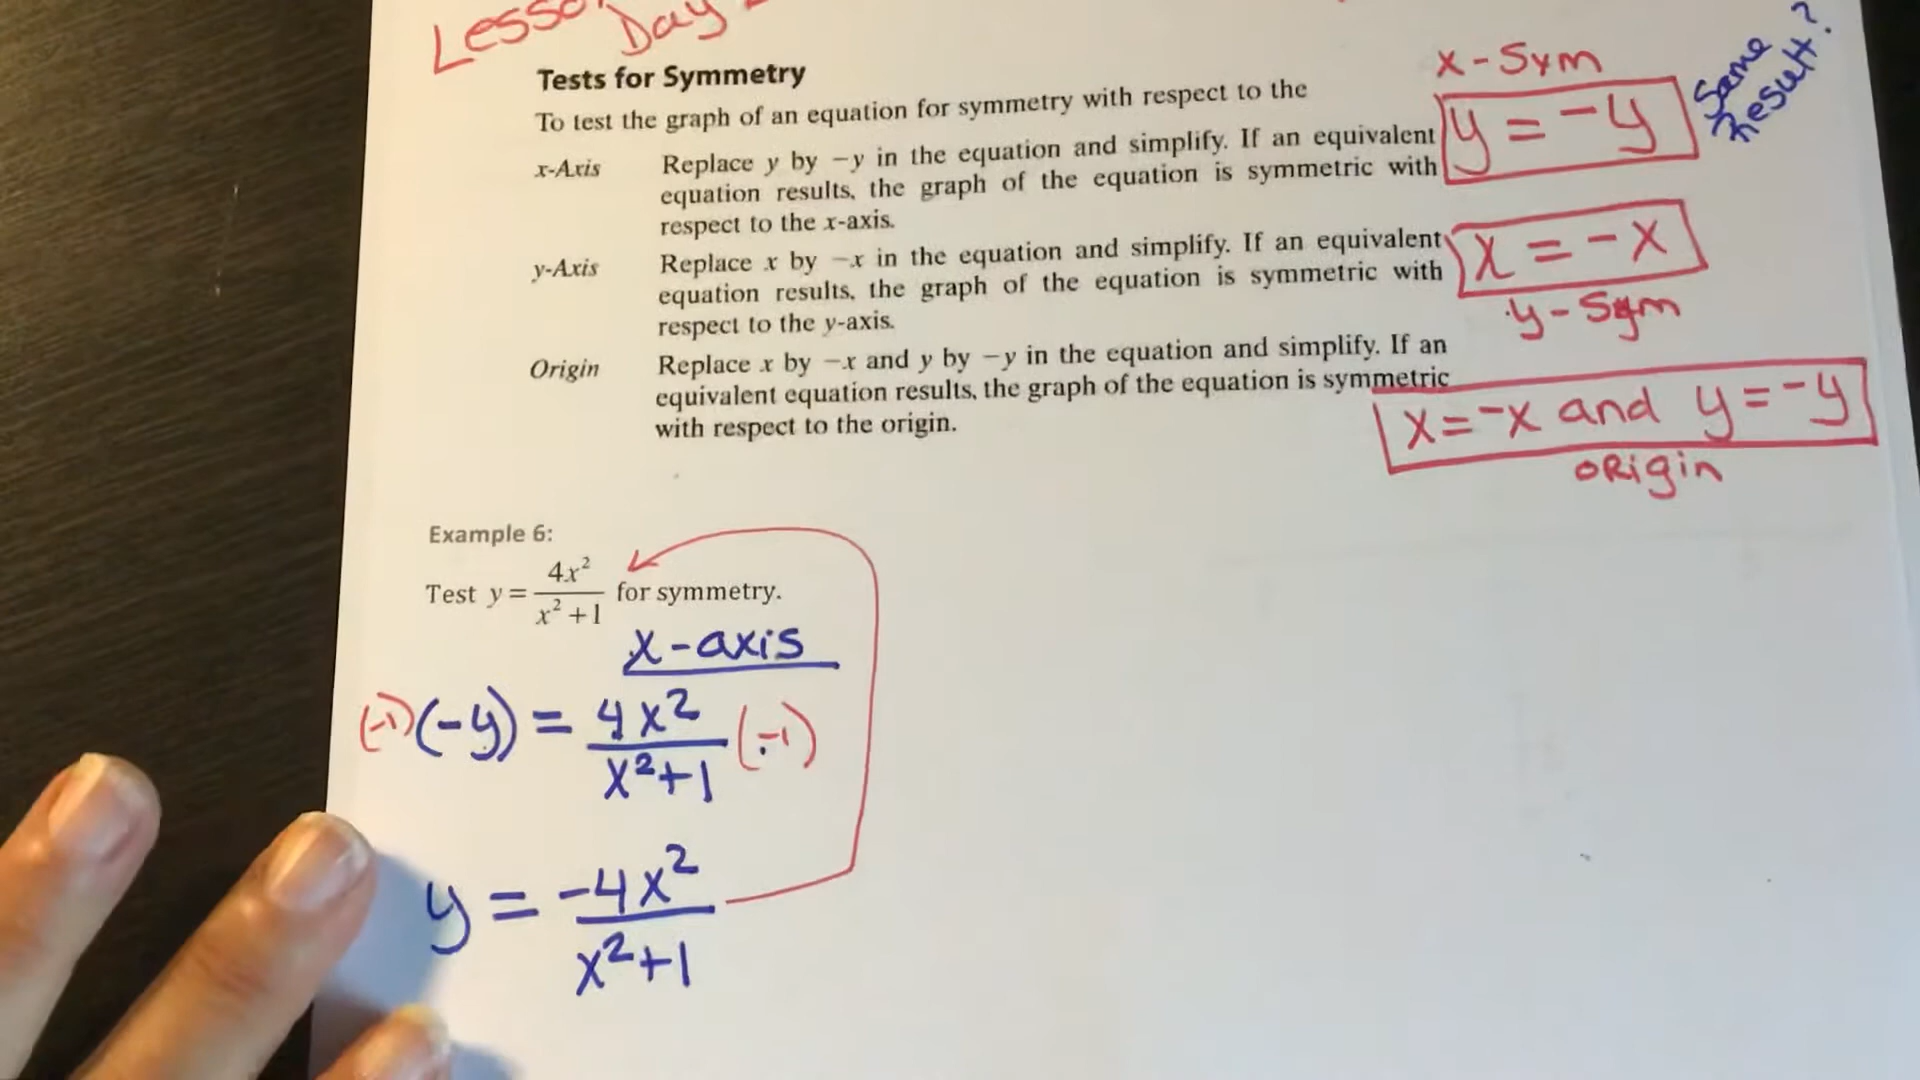 Lesso
Day
Tests for Symmetry
To test the graph of an equation for symmetry with respect to the
x-Axis Replace y by −y in the equation and simplify. If an equivalent
equation results, the graph of the equation is symmetric with
respect to the x-axis.
y-Axis Replace x by −x in the equation and simplify. If an equivalent
equation results, the graph of the equation is symmetric with
respect to the y-axis.
Origin Replace x by −x and y by −y in the equation and simplify. If an
equivalent equation results, the graph of the equation is symmetric
with respect to the origin.
x-Sym
y = -y
Same
Result?
x = -x
y-Sym
x=-x and y=-y
ORigin
Example 6:
Test y = 4x²/(x²+1) for symmetry.
x-axis
(-1)(-y) = 4x²/(x²+1) (-1)
y = -4x²/(x²+1)